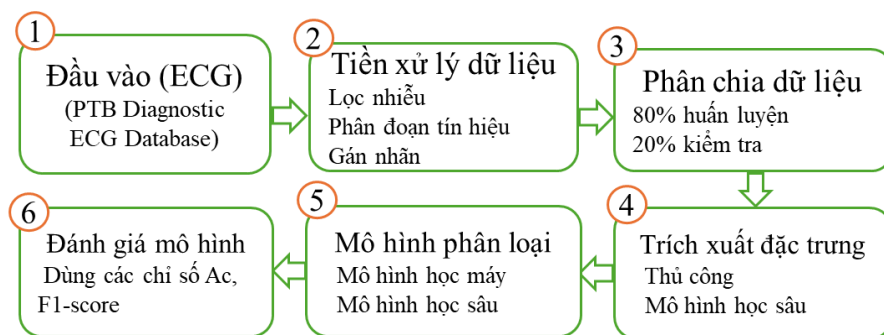 1
Đầu vào (ECG)
(PTB Diagnostic
ECG Database)
2
Tiền xử lý dữ liệu
Lọc nhiễu
Phân đoạn tín hiệu
Gán nhãn
3
Phân chia dữ liệu
80% huấn luyện
20% kiểm tra
4
Trích xuất đặc trưng
Thủ công
Mô hình học sâu
5
Mô hình phân loại
Mô hình học máy
Mô hình học sâu
6
Đánh giá mô hình
Dùng các chỉ số Ac,
F1-score